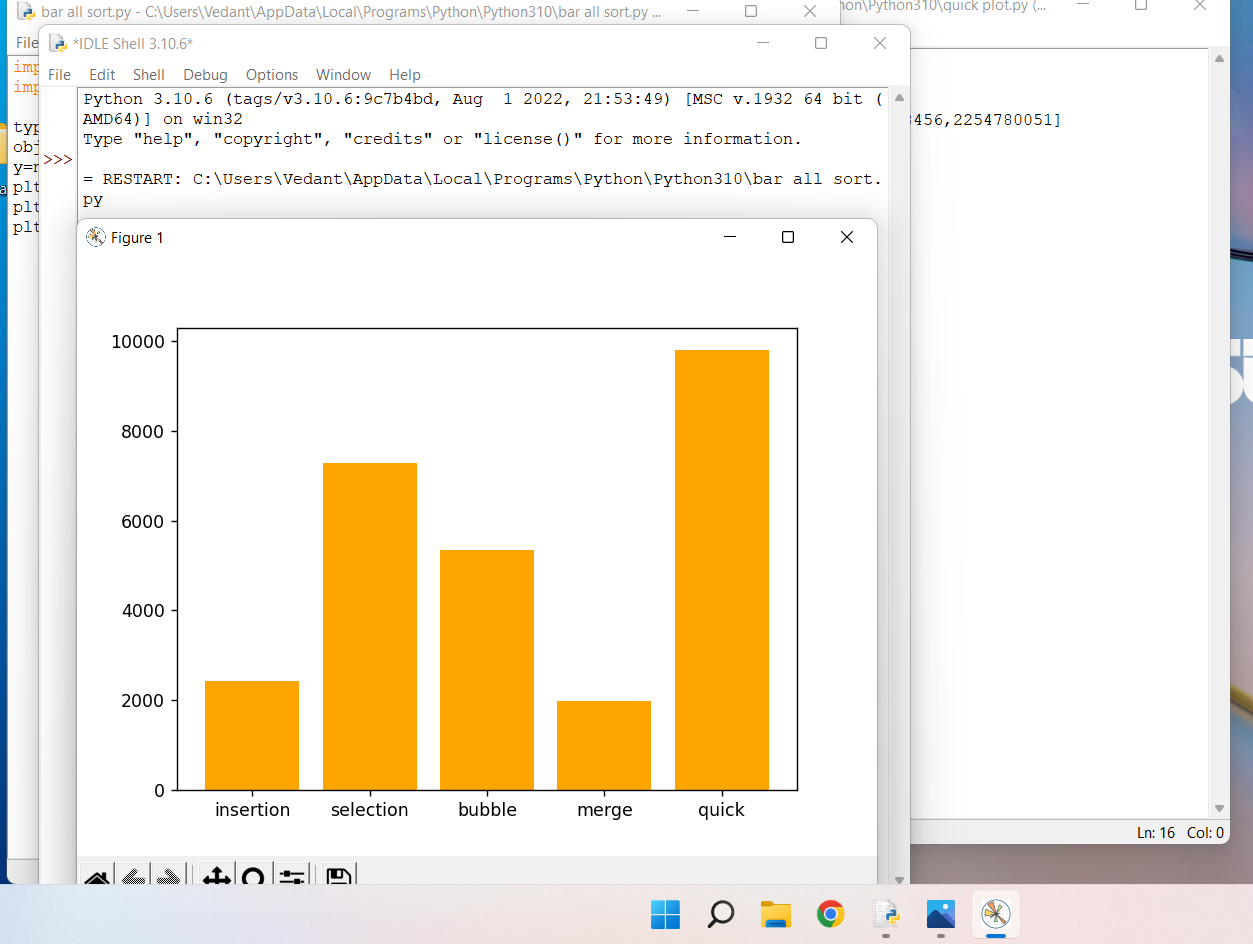 bar all sort.py - C:\Users\Vedant\AppData\Local\Programs\Python\Python310\bar all sort.py ...
hon\Python310\quick plot.py (...
File
*IDLE Shell 3.10.6*
File Edit Shell Debug Options Window Help
imp
imp
typ
obj
y=n
plt
plt
plt
Python 3.10.6 (tags/v3.10.6:9c7b4bd, Aug  1 2022, 21:53:49) [MSC v.1932 64 bit (
AMD64)] on win32
Type "help", "copyright", "credits" or "license()" for more information.
>>>
= RESTART: C:\Users\Vedant\AppData\Local\Programs\Python\Python310\bar all sort.
py
3456,2254780051]
Figure 1
10000
8000
6000
4000
2000
0
insertion selection bubble merge quick
Ln: 16 Col: 0